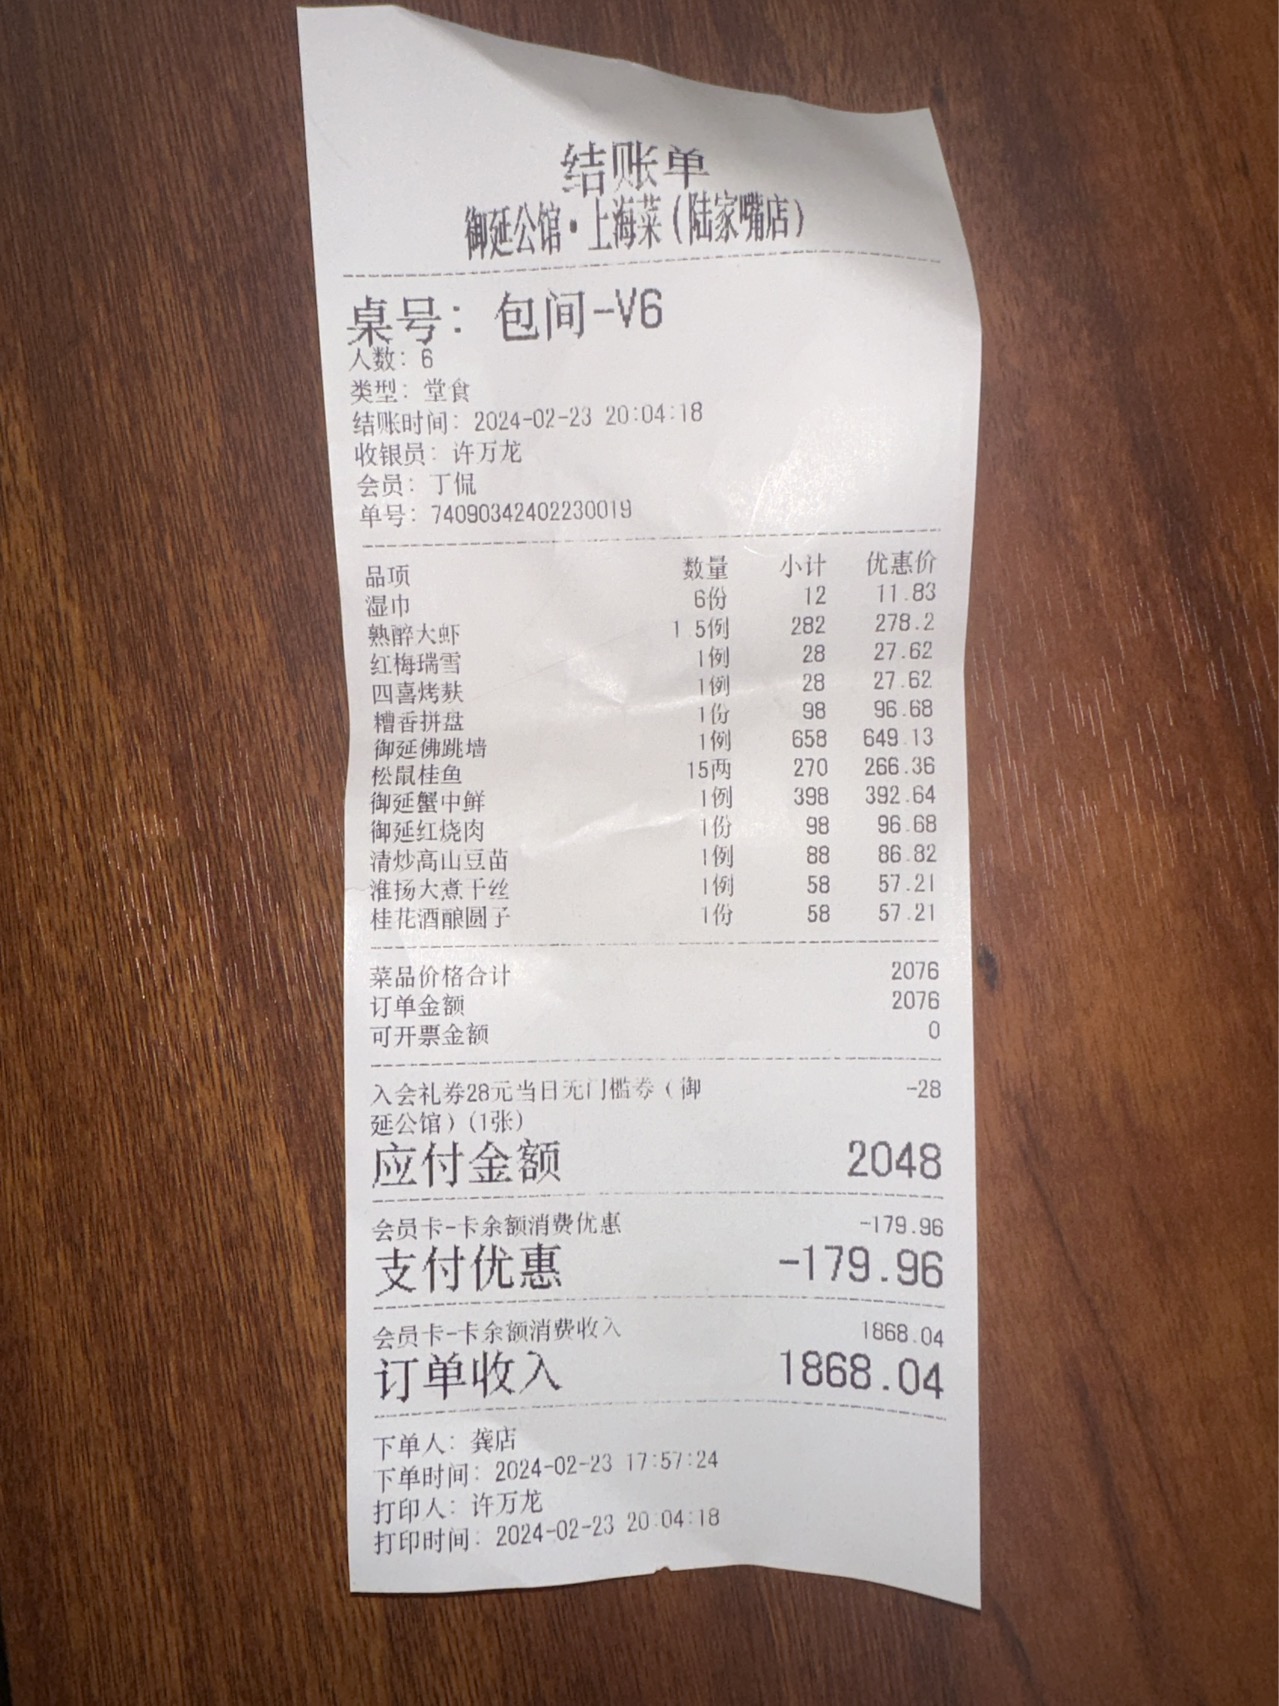 结账单
御延公馆·上海菜(陆家嘴店)
桌号: 包间-V6
人数: 6
类型: 堂食
结账时间: 2024-02-23 20:04:18
收银员: 许万龙
会员: 丁侃
单号: 74090342402230019
品项 数量 小计 优惠价
湿巾 6份 12 11.83
熟醉大虾 1.5例 282 278.2
红梅瑞雪 1例 28 27.62
四喜烤麸 1例 28 27.62
糟香拼盘 1份 98 96.68
御延佛跳墙 1例 658 649.13
松鼠桂鱼 15两 270 266.36
御延蟹中鲜 1例 398 392.64
御延红烧肉 1份 98 96.68
清炒高山豆苗 1例 88 86.82
淮扬大煮干丝 1例 58 57.21
桂花酒酿圆子 1份 58 57.21
菜品价格合计 2076
订单金额 2076
可开票金额 0
入会礼券28元当日无门槛券(御 -28
延公馆)(1张)
应付金额 2048
会员卡-卡余额消费优惠 -179.96
支付优惠 -179.96
会员卡-卡余额消费收入 1868.04
订单收入 1868.04
下单人: 龚店
下单时间: 2024-02-23 17:57:24
打印人: 许万龙
打印时间: 2024-02-23 20:04:18